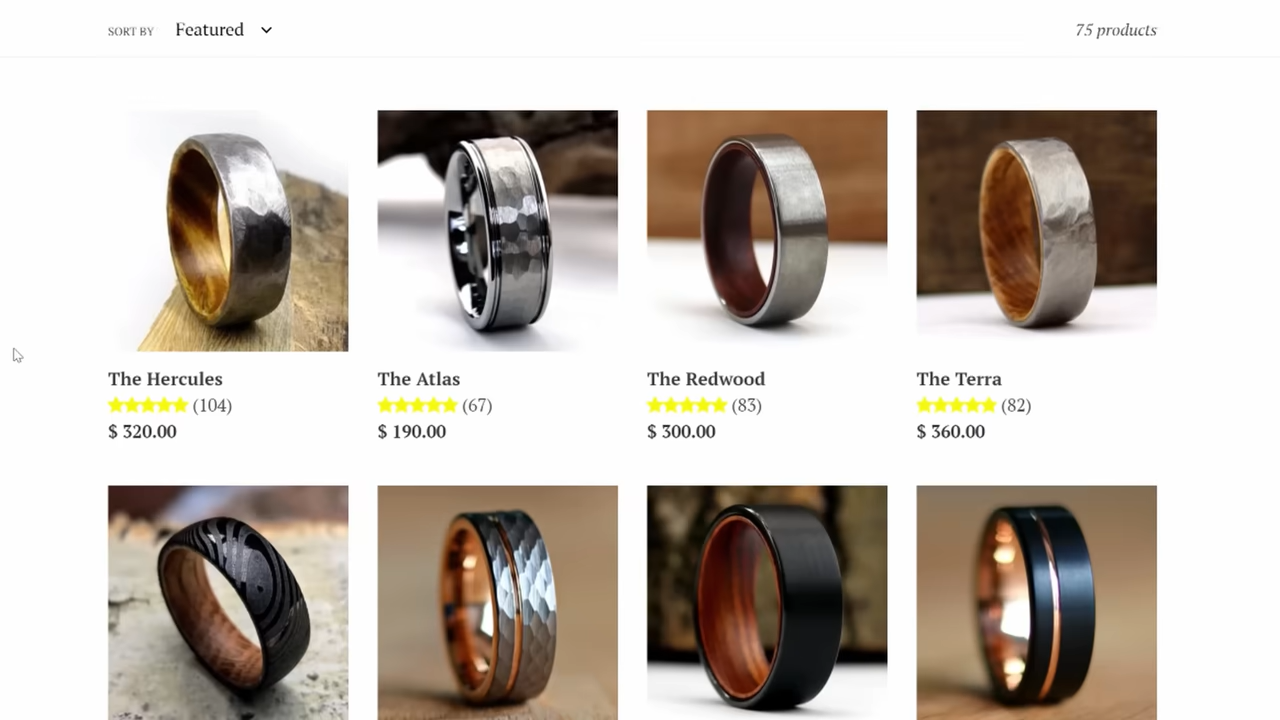 SORT BY Featured 75 products
The Hercules The Atlas The Redwood The Terra
(104) (67) (83) (82)
$ 320.00 $ 190.00 $ 300.00 $ 360.00